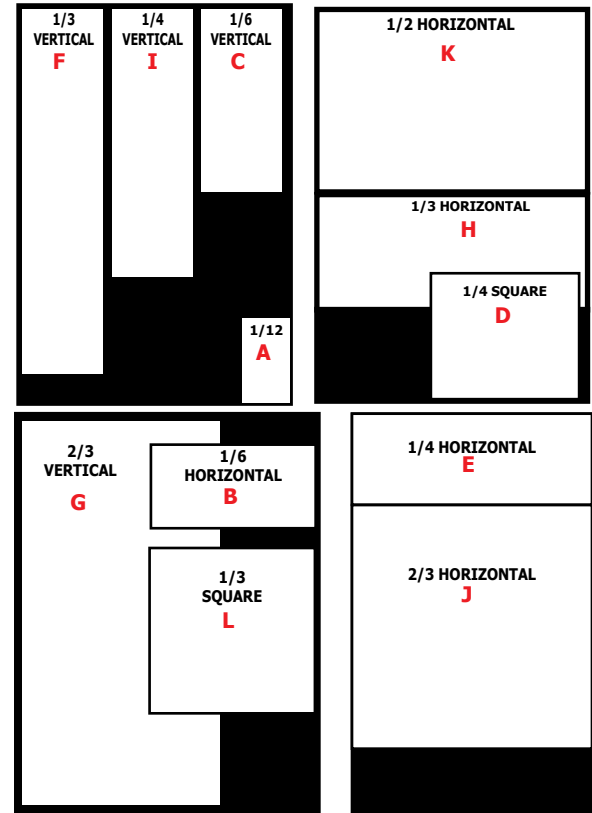 1/3
VERTICAL
F
1/4
VERTICAL
I
1/6
VERTICAL
C
1/12
A
1/2 HORIZONTAL
K
1/3 HORIZONTAL
H
1/4 SQUARE
D
2/3
VERTICAL
G
1/6
HORIZONTAL
B
1/3
SQUARE
L
1/4 HORIZONTAL
E
2/3 HORIZONTAL
J